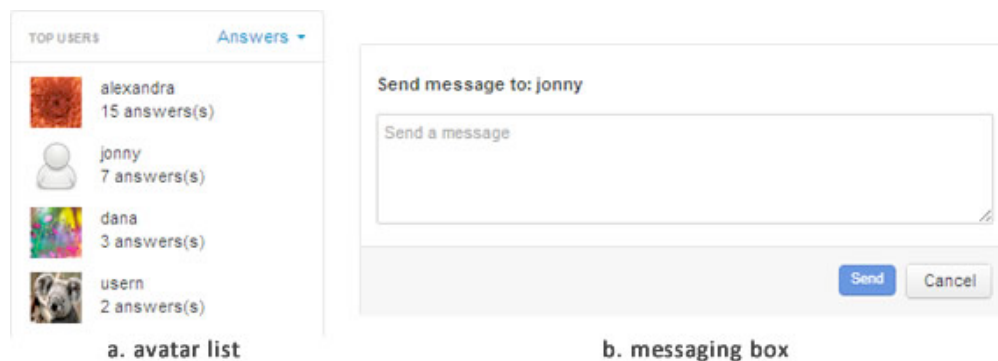 TOP USERS Answers
alexandra
15 answers(s)
jonny
7 answers(s)
dana
3 answers(s)
usern
2 answers(s)
a. avatar list
Send message to: jonny
Send a message
Send Cancel
b. messaging box